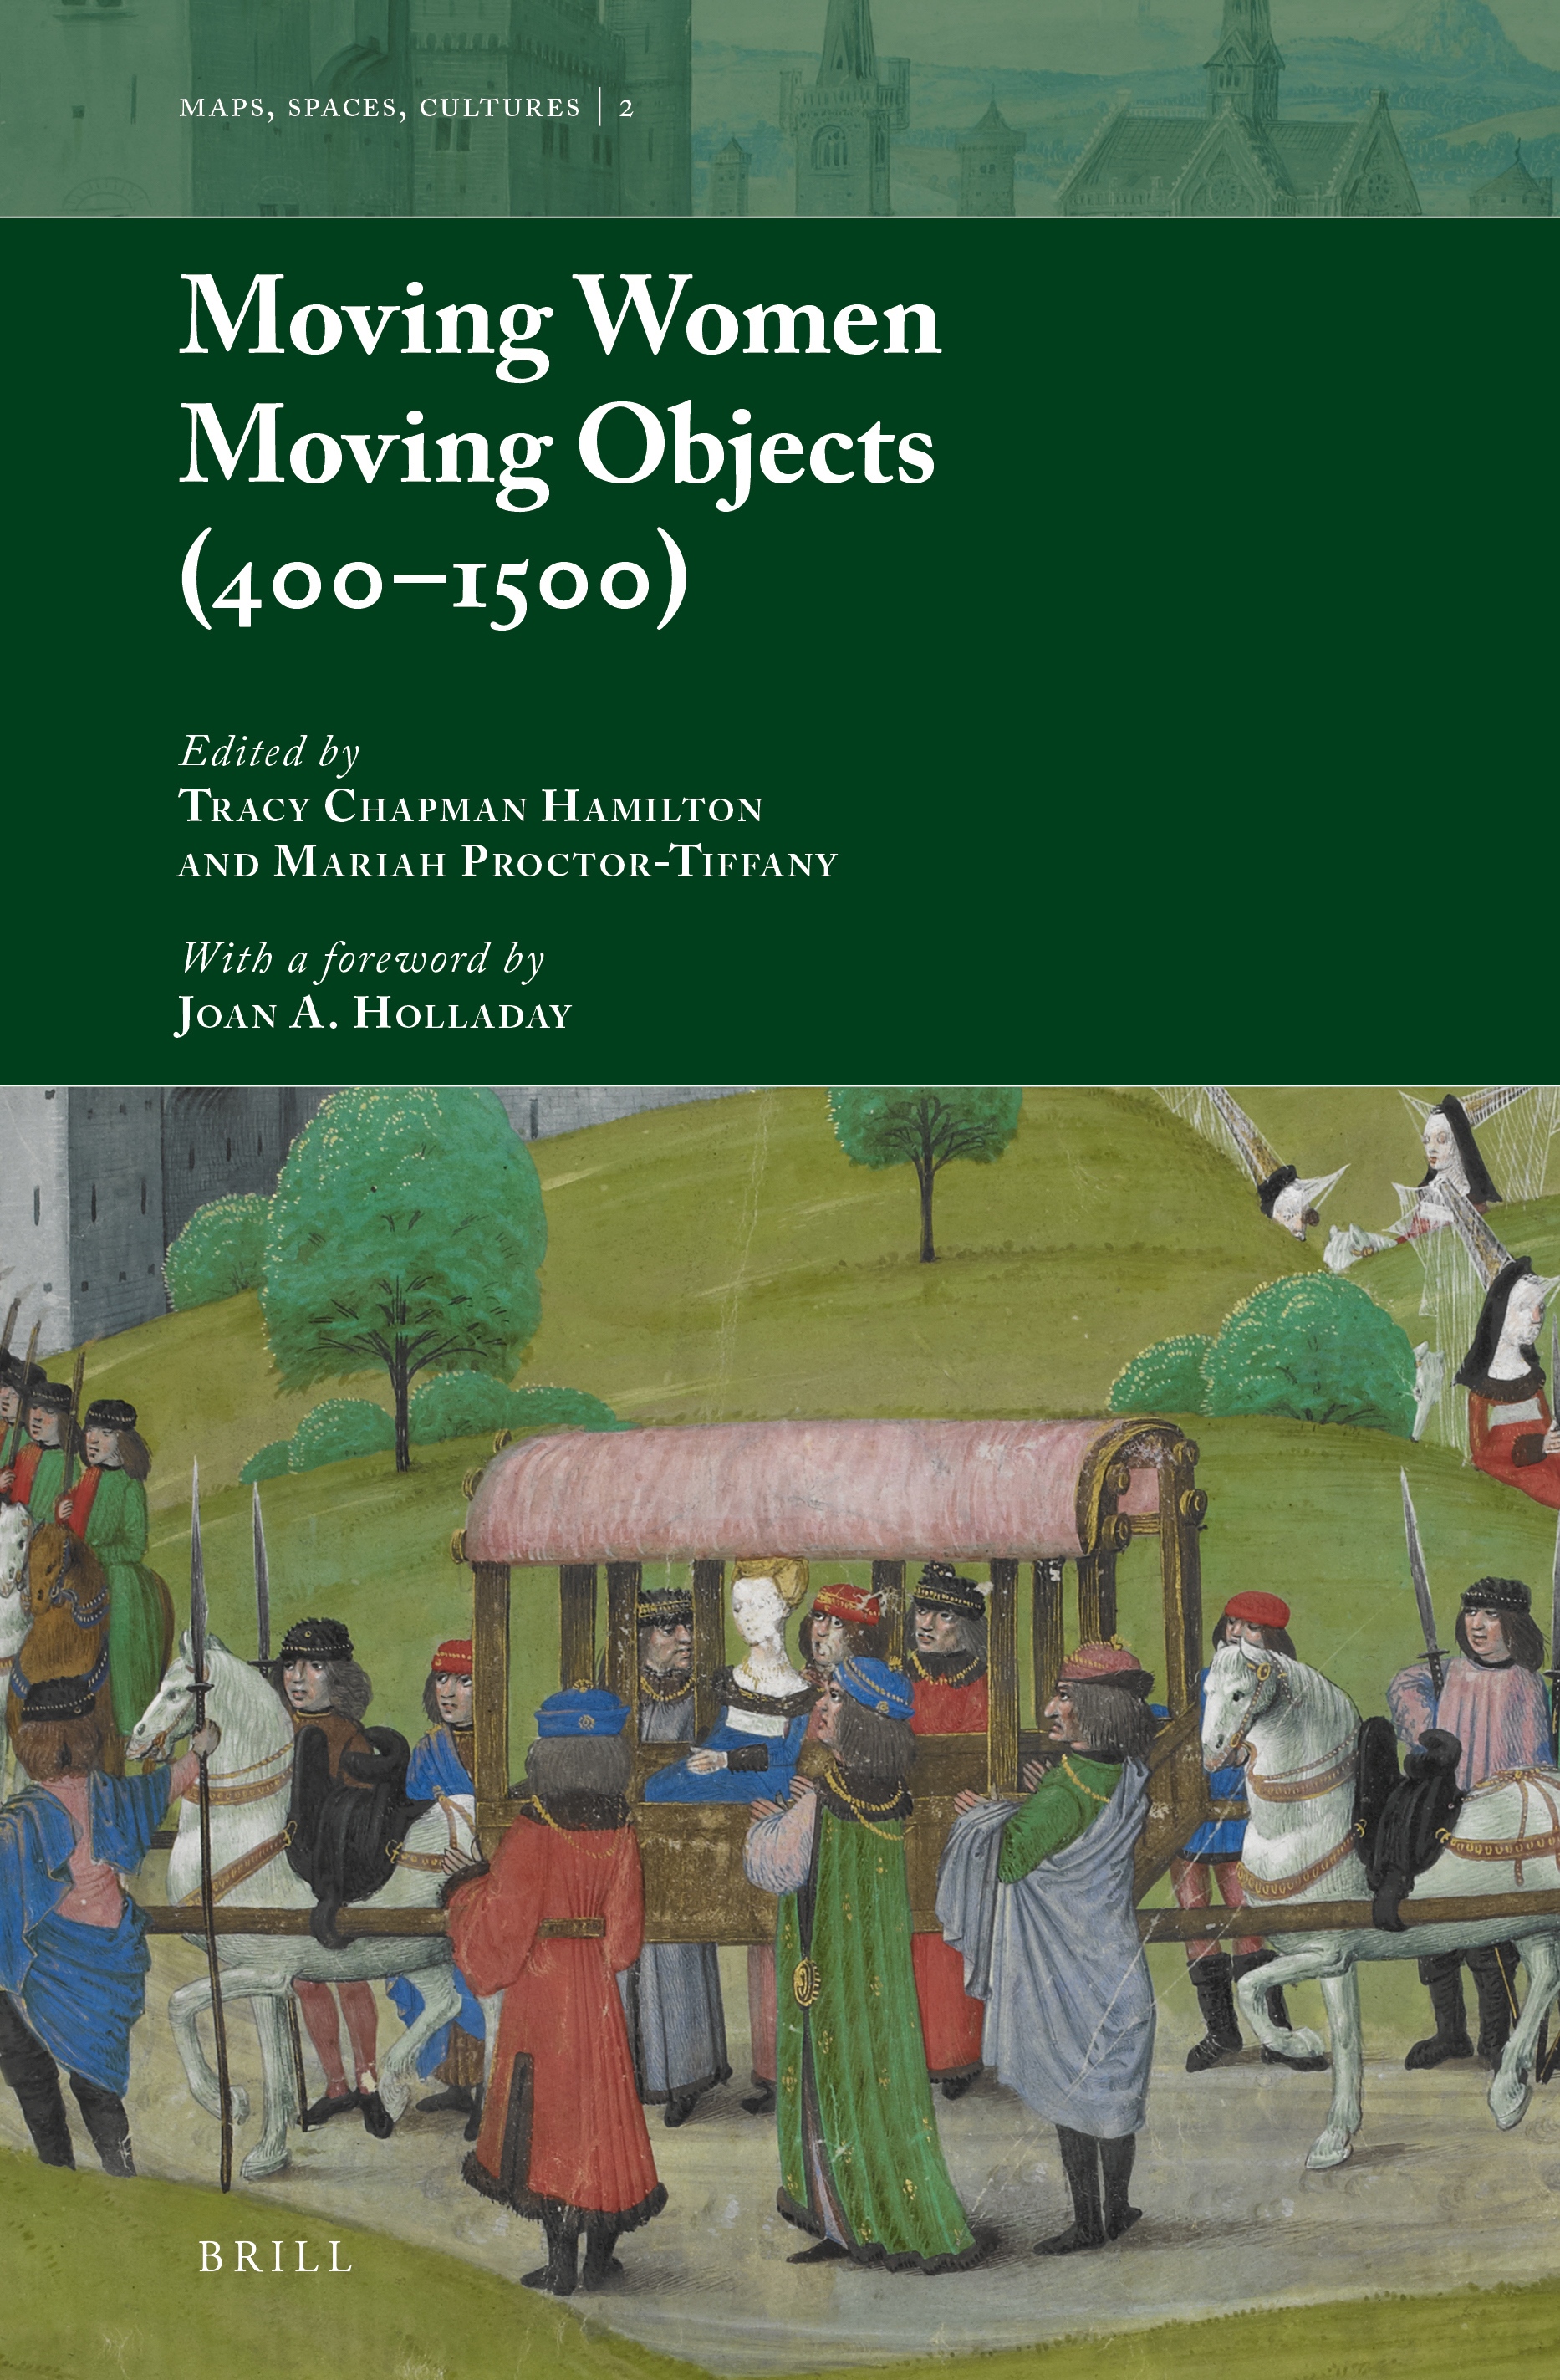 MAPS, SPACES, CULTURES | 2
Moving Women
Moving Objects
(400–1500)
Edited by
Tracy Chapman Hamilton
and Mariah Proctor-Tiffany
With a foreword by
Joan A. Holladay
BRILL